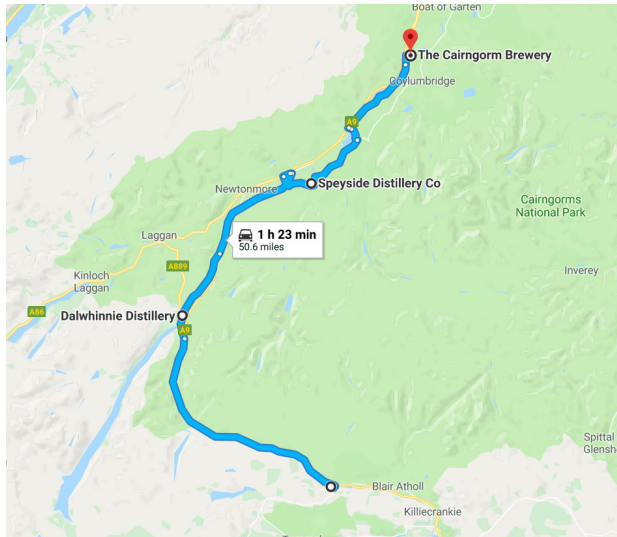 Boat of Garten
The Cairngorm Brewery
Coylumbridge
A9
Speyside Distillery Co
Newtonmore
Cairngorms
National Park
Laggan
1 h 23 min
50.6 miles
A889
Kinloch
Laggan
Inverey
A86
Dalwhinnie Distillery
A9
Spittal
Glensh
Blair Atholl
Killiecrankie